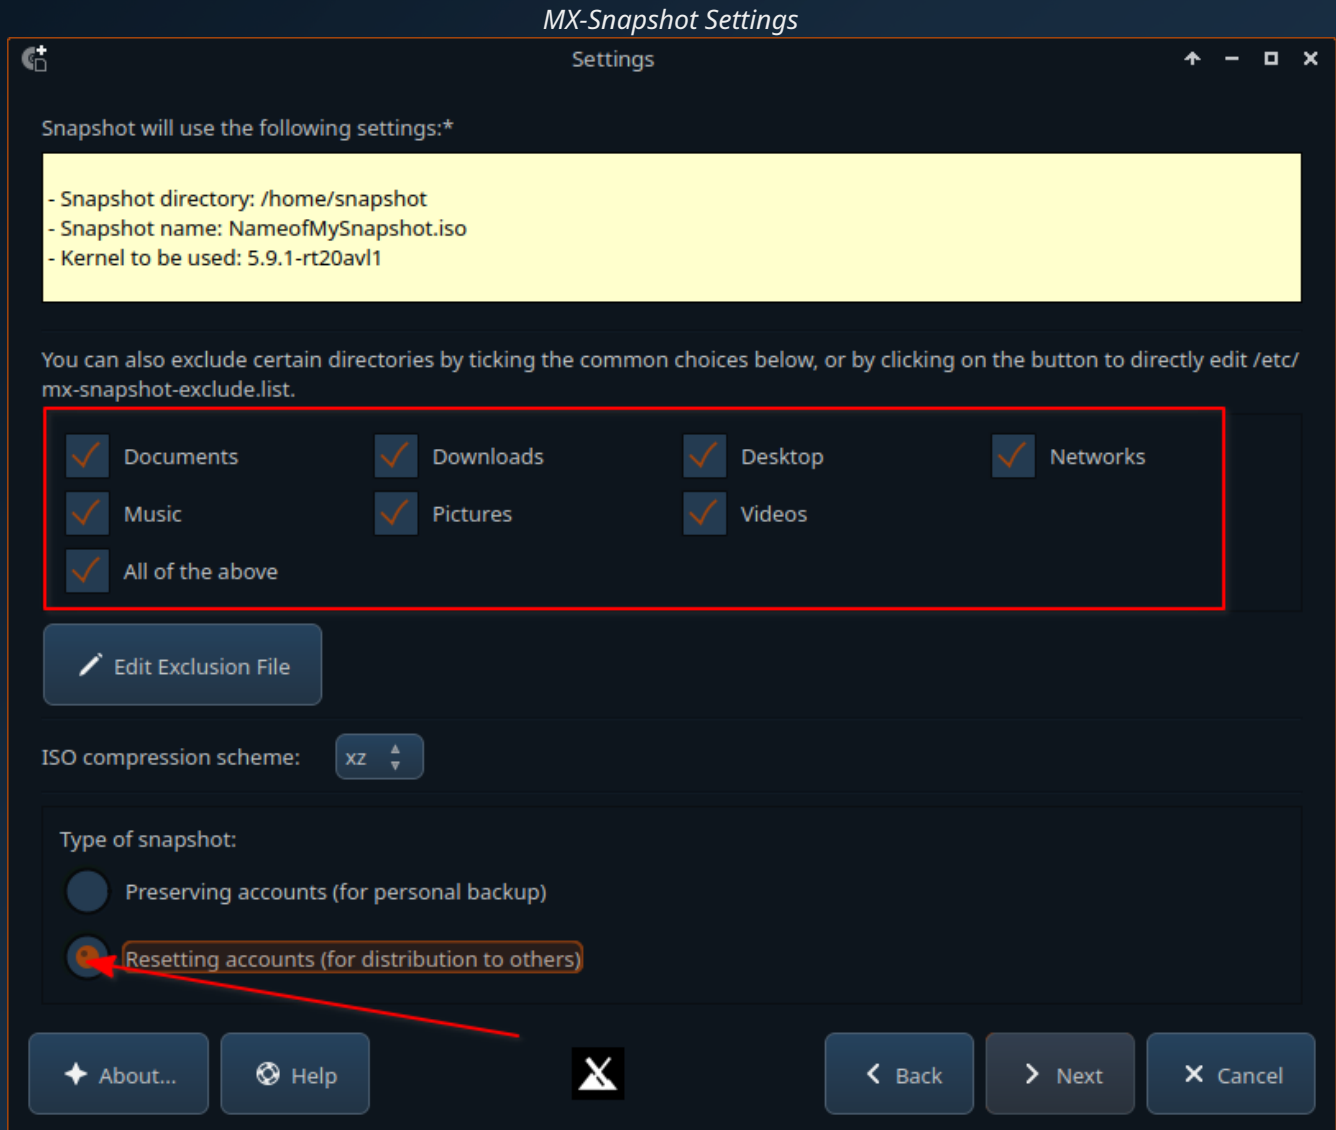 MX-Snapshot Settings
Settings
Snapshot will use the following settings:*
- Snapshot directory: /home/snapshot
- Snapshot name: NameofMySnapshot.iso
- Kernel to be used: 5.9.1-rt20avl1
You can also exclude certain directories by ticking the common choices below, or by clicking on the button to directly edit /etc/
mx-snapshot-exclude.list.
Documents Downloads Desktop Networks
Music Pictures Videos
All of the above
Edit Exclusion File
ISO compression scheme: xz
Type of snapshot:
Preserving accounts (for personal backup)
Resetting accounts (for distribution to others)
About... Help Back Next Cancel